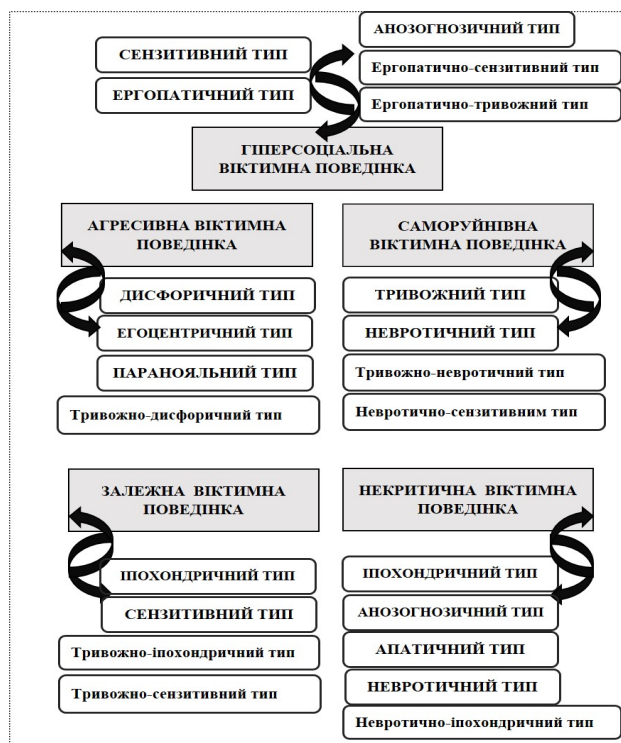 СЕНЗИТИВНИЙ ТИП
ЕРГОПАТИЧНИЙ ТИП
АНОЗОГНОЗИЧНИЙ ТИП
Ергопатично-сензитивний тип
Ергопатично-тривожний тип
ГІПЕРСОЦІАЛЬНА
ВІКТИМНА ПОВЕДІНКА
АГРЕСИВНА ВІКТИМНА
ПОВЕДІНКА
ДИСФОРИЧНИЙ ТИП
ЕГОЦЕНТРИЧНИЙ ТИП
ПАРАНОЯЛЬНИЙ ТИП
Тривожно-дисфоричний тип
САМОРУЙНІВНА
ВІКТИМНА ПОВЕДІНКА
ТРИВОЖНИЙ ТИП
НЕВРОТИЧНИЙ ТИП
Тривожно-невротичний тип
Невротично-сензитивним тип
ЗАЛЕЖНА ВІКТИМНА
ПОВЕДІНКА
ІПОХОНДРИЧНИЙ ТИП
СЕНЗИТИВНИЙ ТИП
Тривожно-іпохондричний тип
Тривожно-сензитивний тип
НЕКРИТИЧНА ВІКТИМНА
ПОВЕДІНКА
ІПОХОНДРИЧНИЙ ТИП
АНОЗОГНОЗИЧНИЙ ТИП
АПАТИЧНИЙ ТИП
НЕВРОТИЧНИЙ ТИП
Невротично-іпохондричний тип